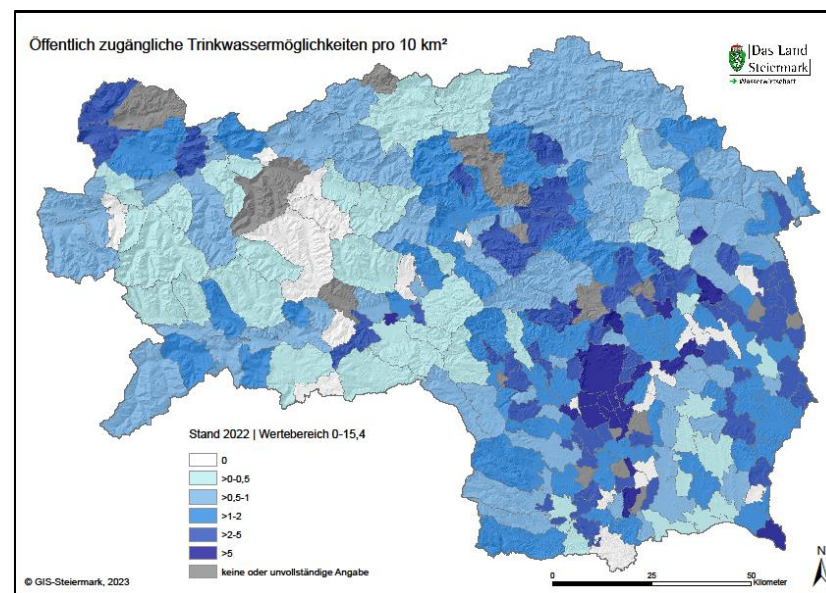 Öffentlich zugängliche Trinkwassermöglichkeiten pro 10 km²
Das Land
Steiermark
→ Wasserwirtschaft
Stand 2022 | Wertebereich 0-15,4
0
>0-0,5
>0,5-1
>1-2
>2-5
>5
keine oder unvollständige Angabe
© GIS-Steiermark, 2023
0 25 50
Kilometer
N